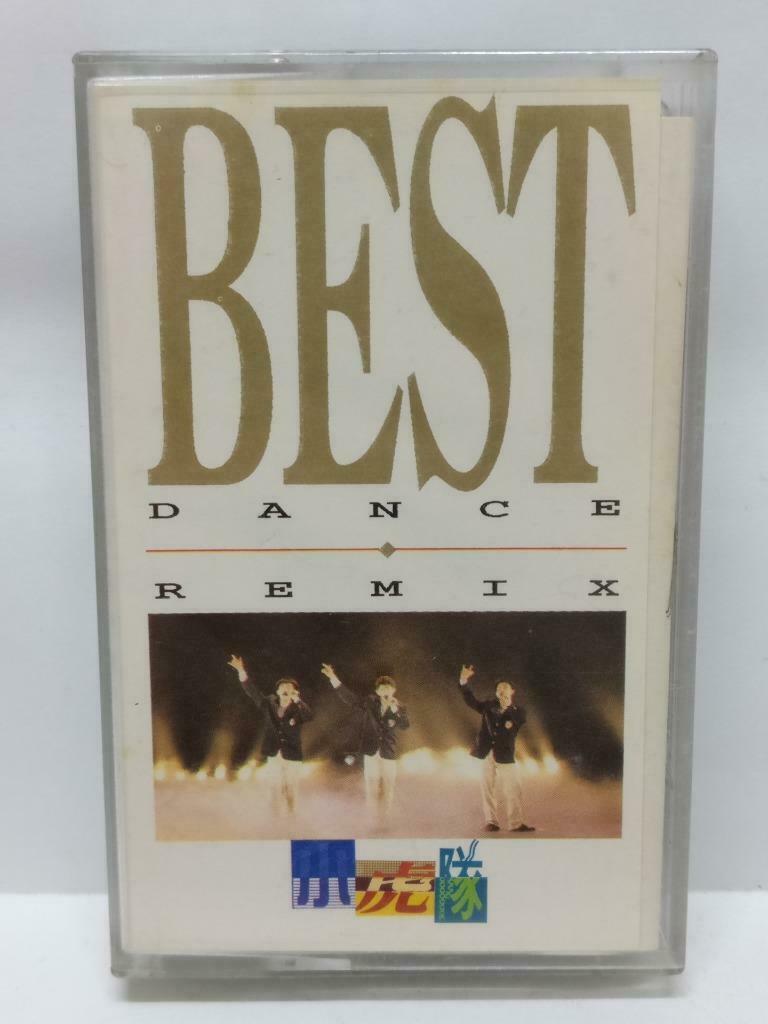 BEST
DANCE
REMIX
小虎隊